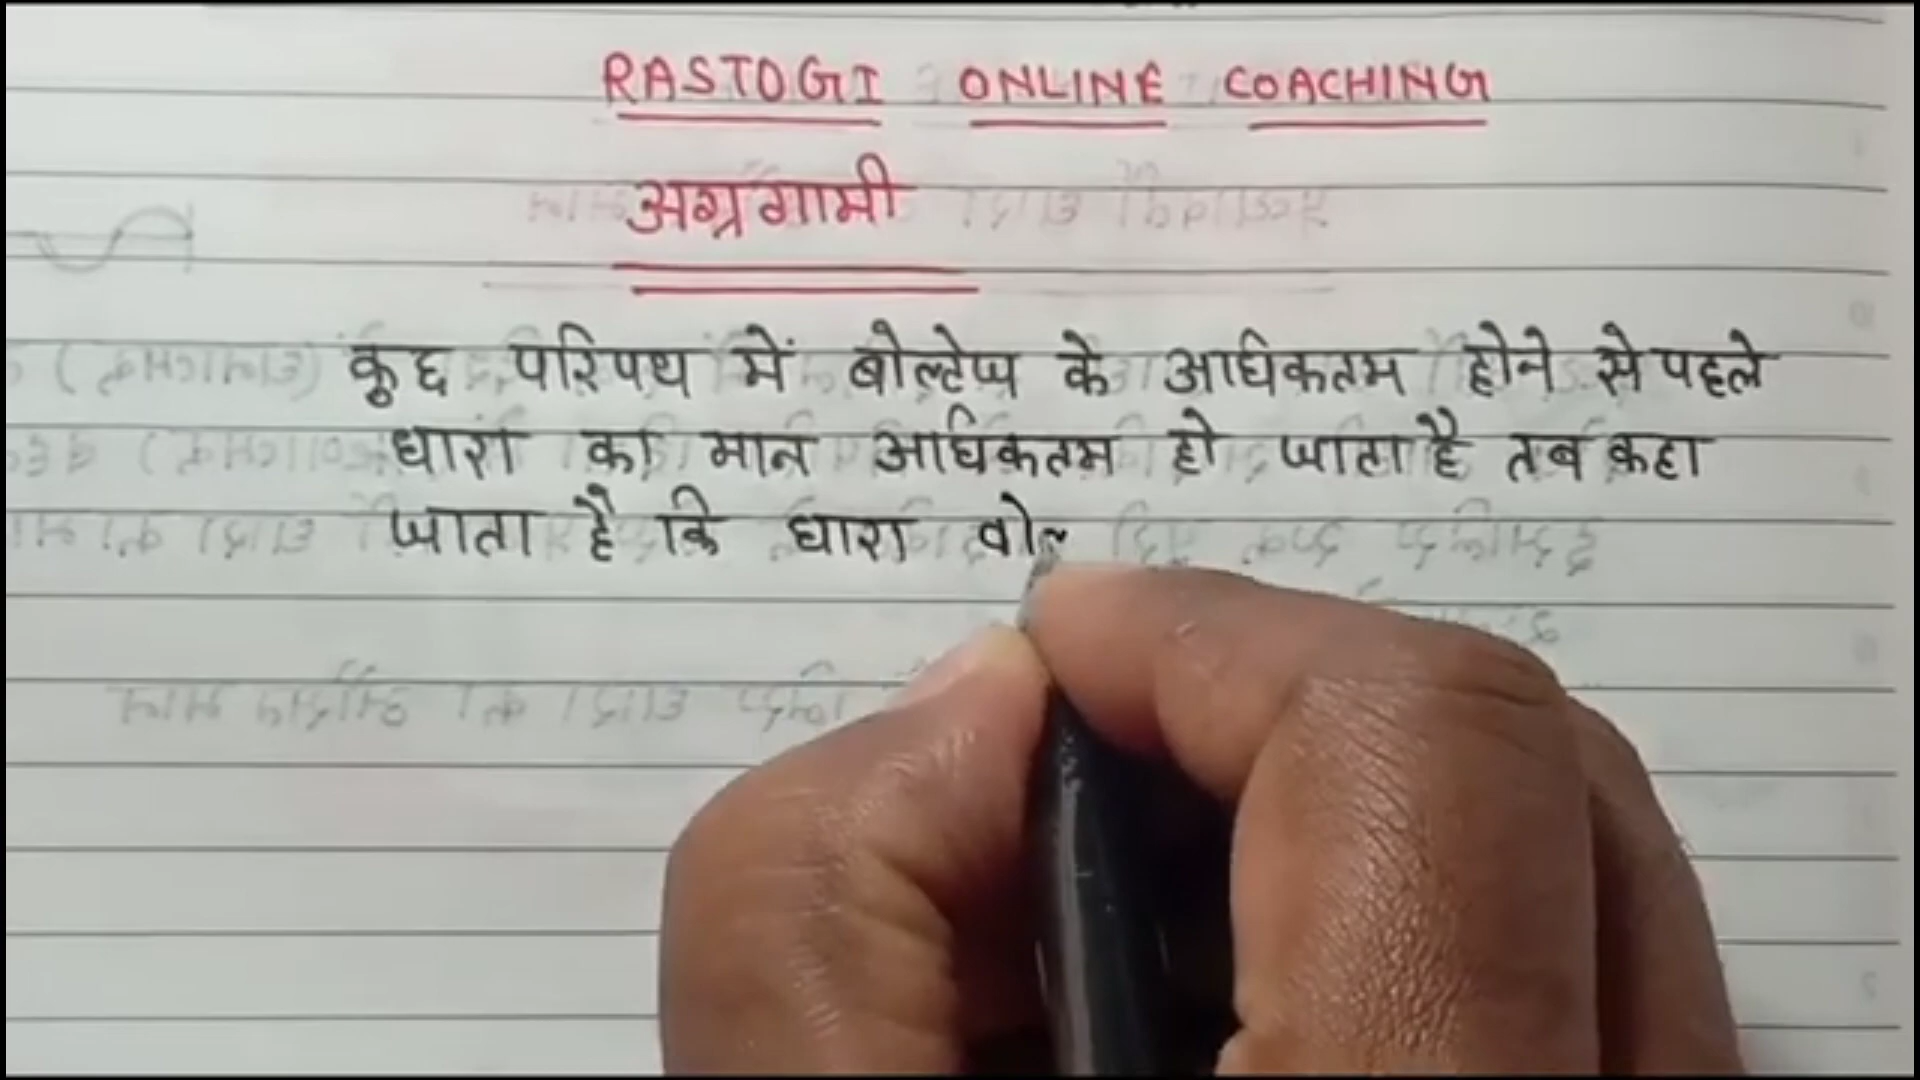 RASTOGI ONLINE COACHING
अग्रगामी
कुछ परिपथ में बोल्टेज के अधिकतम होने से पहले
धारा का मान अधिकतम हो जाता है तब कहा
जाता है कि धारा वोल